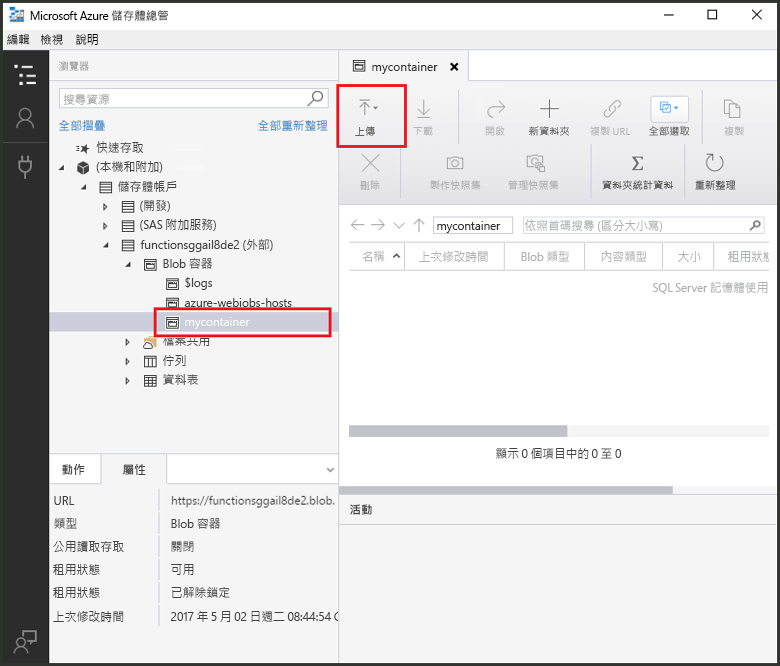 Microsoft Azure 儲存體總管
編輯 檢視 說明
瀏覽器
搜尋資源
全部摺疊 全部重新整理
快速存取
(本機和附加)
儲存體帳戶
(開發)
(SAS 附加服務)
functionsggail8de2 (外部)
Blob 容器
$logs
azure-webjobs-hosts
mycontainer
檔案共用
佇列
資料表
動作 屬性
URL https://functionsggail8de2.blob.
類型 Blob 容器
公用讀取存取 關閉
租用狀態 可用
租用狀態 已解除鎖定
上次修改時間 2017 年 5 月 02 日週二 08:44:54
mycontainer
上傳 下載 開啟 新資料夾 複製 URL 全部選取 複製
刪除 製作快照集 管理快照集 資料夾統計資料 重新整理
mycontainer 依照首碼搜尋 (區分大小寫)
名稱 上次修改時間 Blob 類型 內容類型 大小 租用狀態
SQL Server 記憶體使用
顯示 0 個項目中的 0 至 0
活動